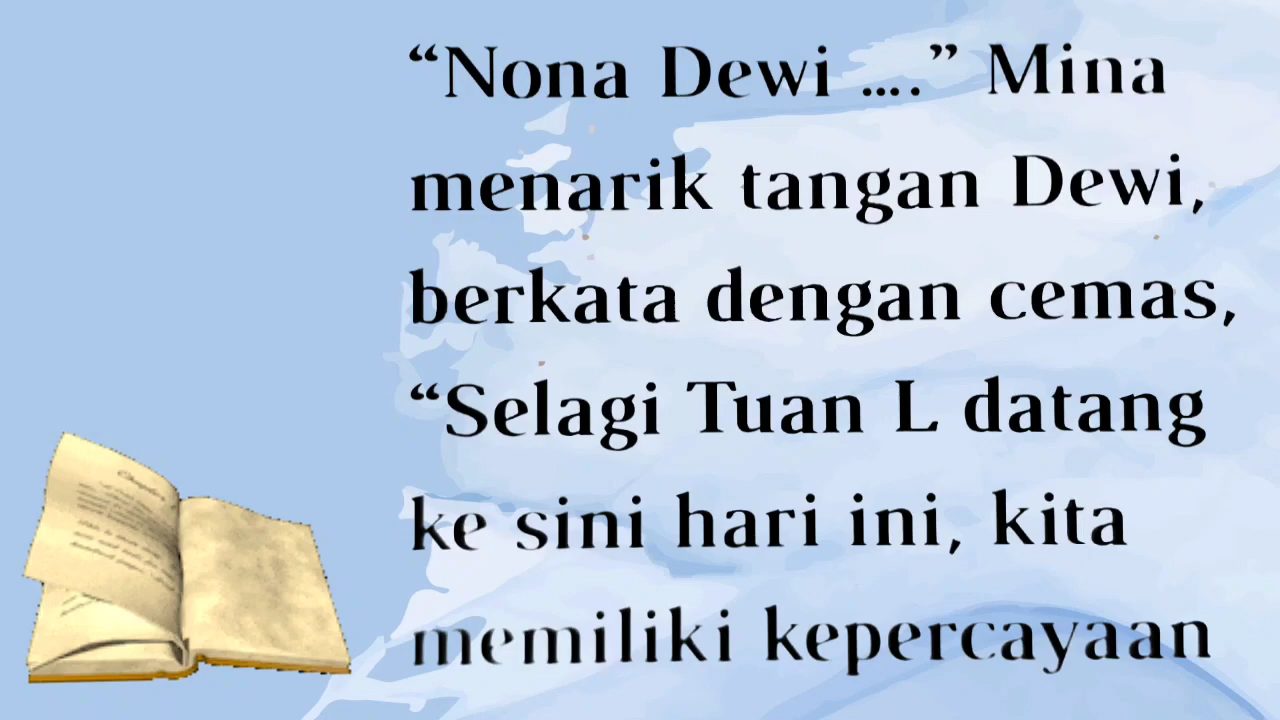 “Nona Dewi ….” Mina
menarik tangan Dewi,
berkata dengan cemas,
“Selagi Tuan L datang
ke sini hari ini, kita
memiliki kepercayaan